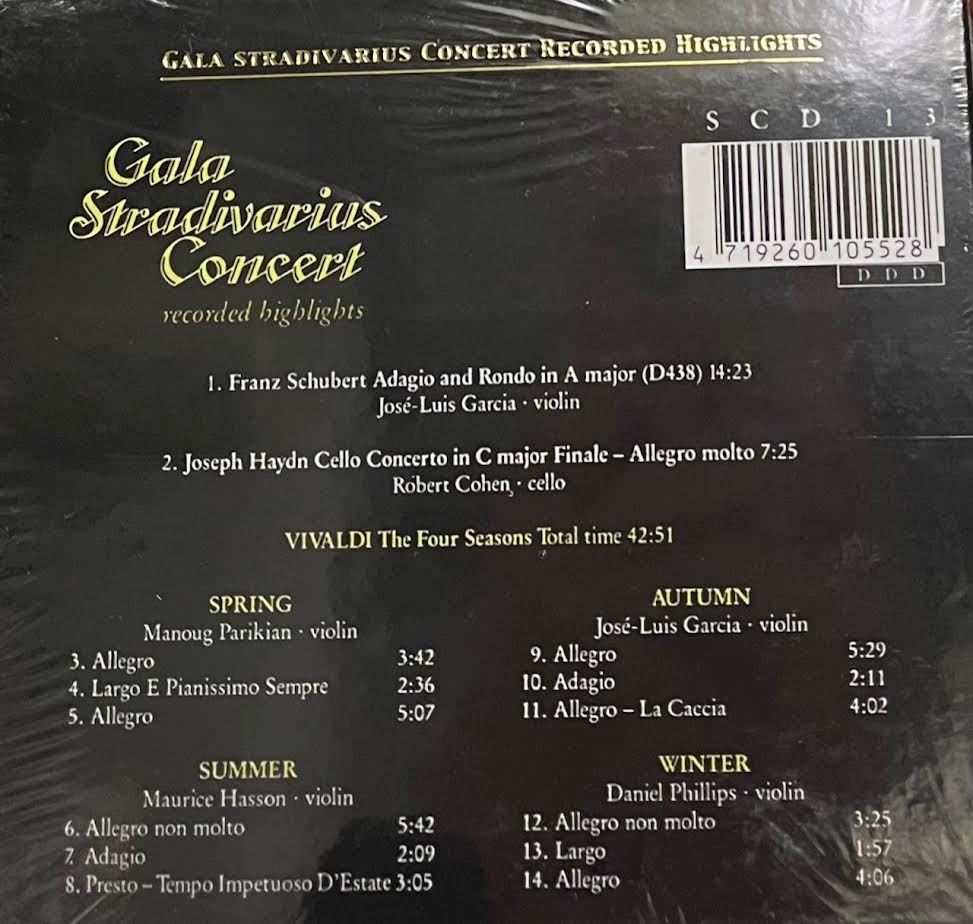 GALA STRADIVARIUS CONCERT RECORDED HIGHLIGHTS
S C D 13
Gala
Stradivarius
Concert
recorded highlights
4 719260 105528
D D D
1. Franz Schubert Adagio and Rondo in A major (D438) 14:23
José-Luis Garcia · violin
2. Joseph Haydn Cello Concerto in C major Finale – Allegro molto 7:25
Robert Cohen · cello
VIVALDI The Four Seasons Total time 42:51
SPRING
Manoug Parikian · violin
3. Allegro 3:42
4. Largo E Pianissimo Sempre 2:36
5. Allegro 5:07
SUMMER
Maurice Hasson · violin
6. Allegro non molto 5:42
7. Adagio 2:09
8. Presto – Tempo Impetuoso D'Estate 3:05
AUTUMN
José-Luis Garcia · violin
9. Allegro 5:29
10. Adagio 2:11
11. Allegro – La Caccia 4:02
WINTER
Daniel Phillips · violin
12. Allegro non molto 3:25
13. Largo 1:57
14. Allegro 4:06